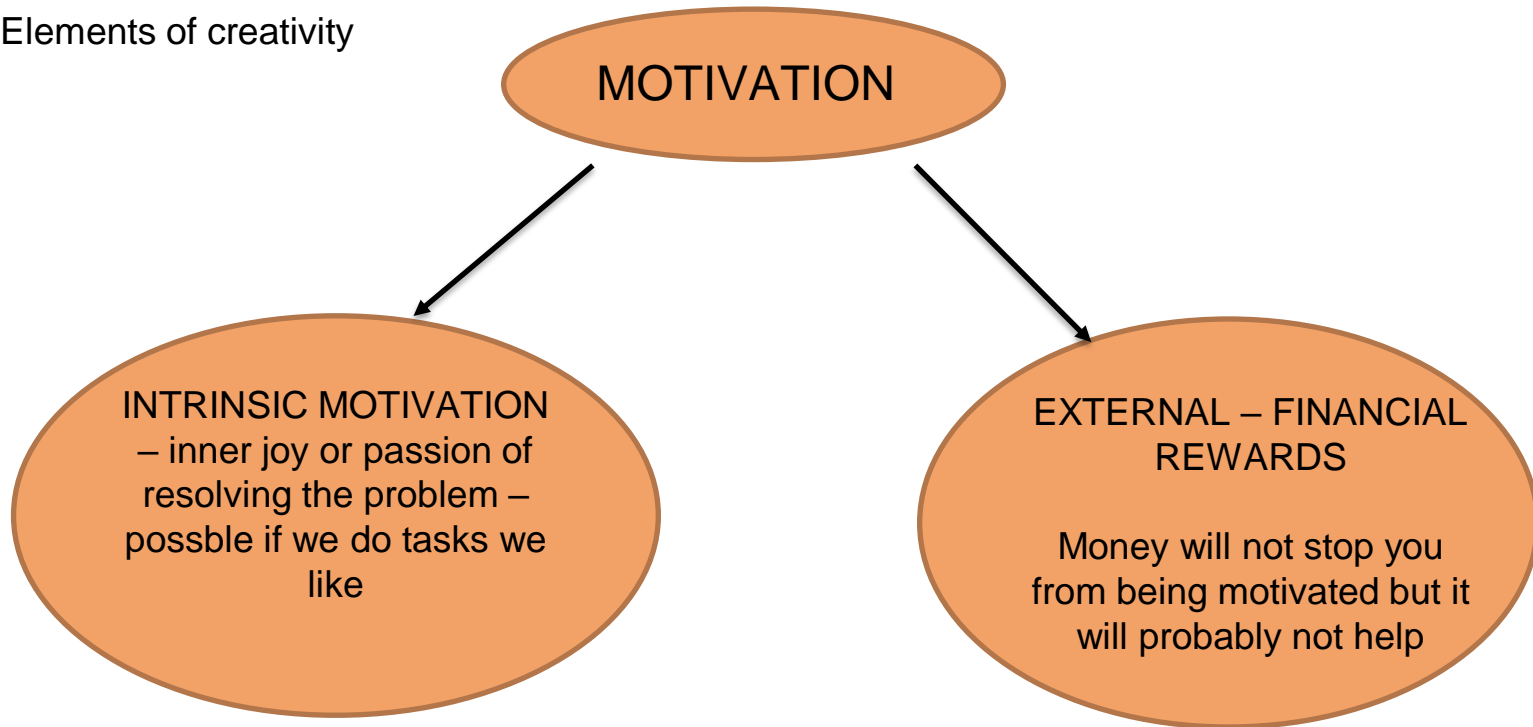 Elements of creativity
MOTIVATION
INTRINSIC MOTIVATION
– inner joy or passion of
resolving the problem –
possble if we do tasks we
like
EXTERNAL – FINANCIAL
REWARDS
Money will not stop you
from being motivated but it
will probably not help